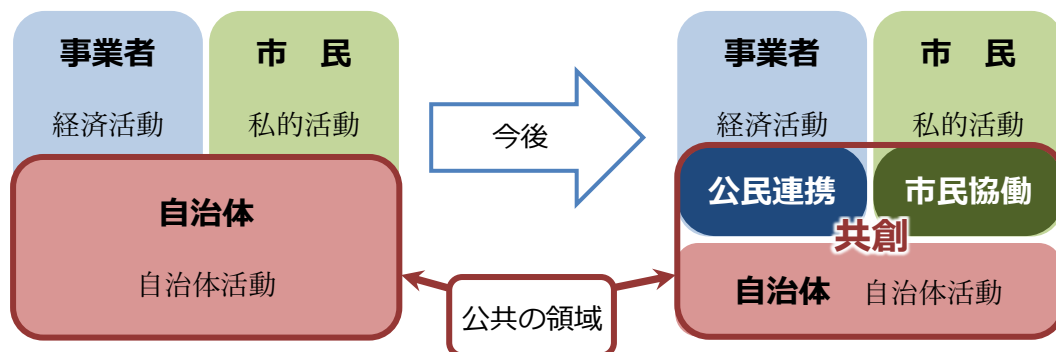 事業者
市　民
経済活動
私的活動
自治体
自治体活動
今後
公共の領域
事業者
市　民
経済活動
私的活動
公民連携
市民協働
共創
自治体　自治体活動